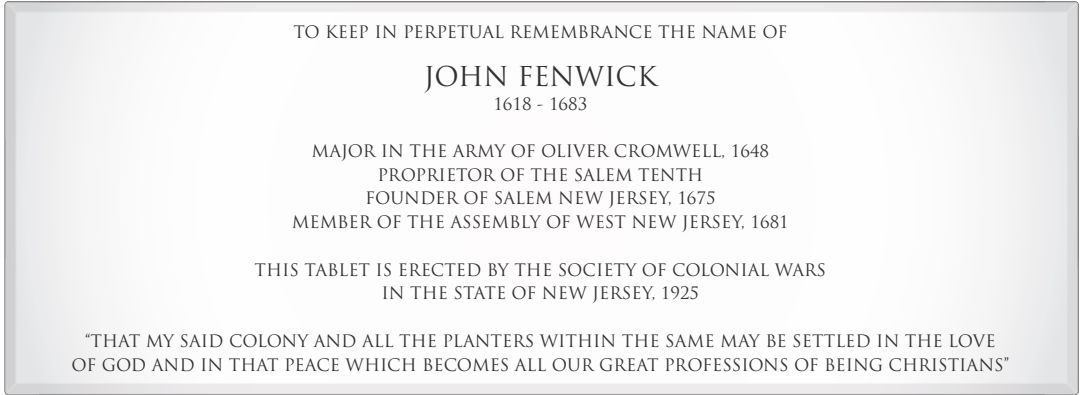 TO KEEP IN PERPETUAL REMEMBRANCE THE NAME OF
JOHN FENWICK
1618 - 1683
MAJOR IN THE ARMY OF OLIVER CROMWELL, 1648
PROPRIETOR OF THE SALEM TENTH
FOUNDER OF SALEM NEW JERSEY, 1675
MEMBER OF THE ASSEMBLY OF WEST NEW JERSEY, 1681
THIS TABLET IS ERECTED BY THE SOCIETY OF COLONIAL WARS
IN THE STATE OF NEW JERSEY, 1925
“THAT MY SAID COLONY AND ALL THE PLANTERS WITHIN THE SAME MAY BE SETTLED IN THE LOVE
OF GOD AND IN THAT PEACE WHICH BECOMES ALL OUR GREAT PROFESSIONS OF BEING CHRISTIANS”